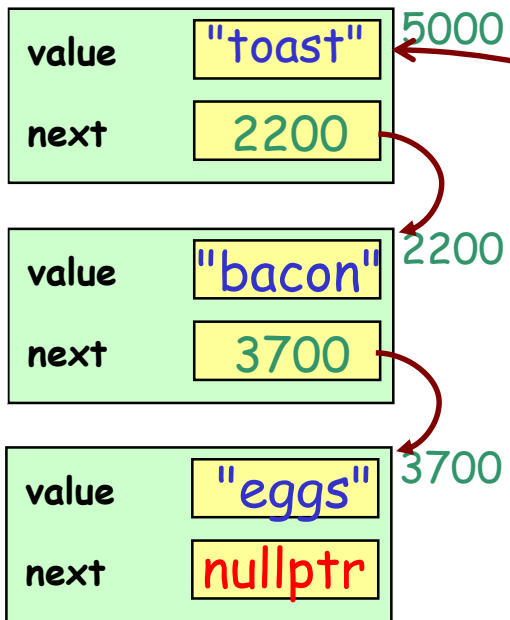 value "toast" 5000
next 2200
value "bacon" 2200
next 3700
value "eggs" 3700
next nullptr